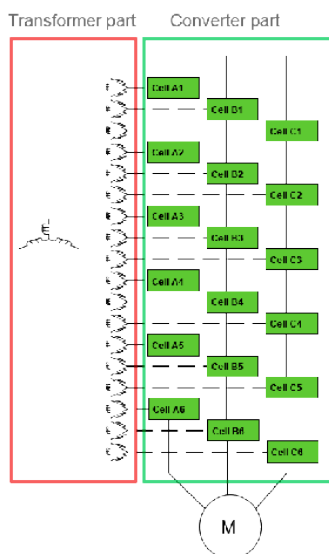 Transformer part
Converter part
Cell A1
Cell B1
Cell C1
Cell A2
Cell B2
Cell C2
Cell A3
Cell B3
Cell C3
Cell A4
Cell B4
Cell C4
Cell A5
Cell B5
Cell C5
Cell A6
Cell B6
Cell C6
M